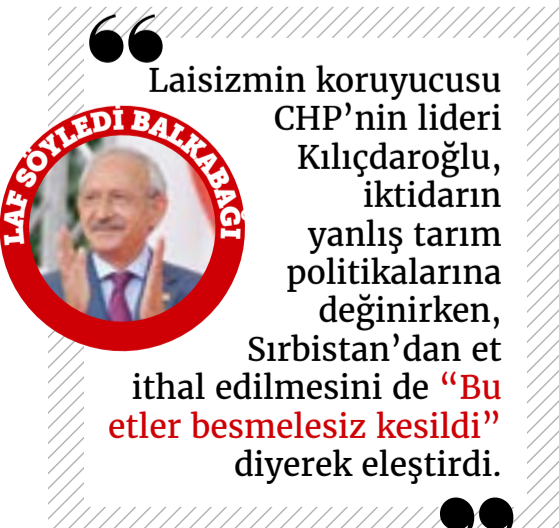 “
LAF SÖYLEDİ BALKABAĞI
Laisizmin koruyucusu
CHP’nin lideri
Kılıçdaroğlu,
iktidarın
yanlış tarım
politikalarına
değinirken,
Sırbistan’dan et
ithal edilmesini de “Bu
etler besmelesiz kesildi”
diyerek eleştirdi.
”